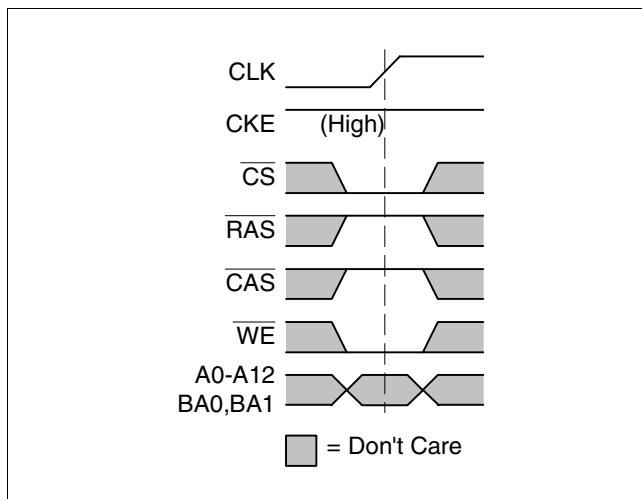 CLK
CKE (High)
CS
RAS
CAS
WE
A0-A12
BA0,BA1
= Don't Care